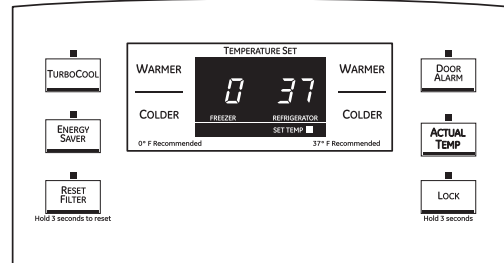 TEMPERATURE SET
TURBOCOOL
WARMER
WARMER
DOOR
ALARM
0 37
COLDER
FREEZER REFRIGERATOR
COLDER
SET TEMP
0° F Recommended
37° F Recommended
ENERGY
SAVER
ACTUAL
TEMP
RESET
FILTER
LOCK
Hold 3 seconds to reset
Hold 3 seconds